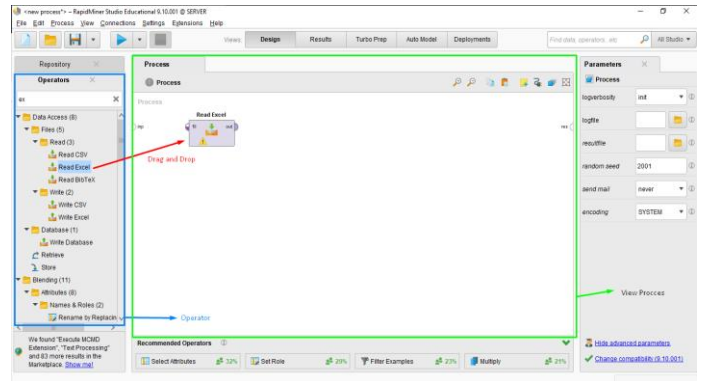 <new process*> – RapidMiner Studio Educational 9.10.001 @ SERVER
File Edit Process View Connections Settings Extensions Help
Views: Design Results Turbo Prep Auto Model Deployments Find data, operators...etc All Studio
Repository
Operators
ex
Data Access (8)
Files (5)
Read (3)
Read CSV
Read Excel
Read BibTeX
Write (2)
Write CSV
Write Excel
Database (1)
Write Database
Retrieve
Store
Blending (11)
Attributes (8)
Names & Roles (2)
Rename by Replacin
We found "Execute MCMD
Extension", "Text Processing"
and 83 more results in the
Marketplace. Show me!
Process
Process
Process
inp
Read Excel
fil
out
res
Drag and Drop
Operator
Recommended Operators
Select Attributes 32%
Set Role 29%
Filter Examples 23%
Multiply 21%
Parameters
Process
logverbosity init
logfile
resultfile
random seed 2001
send mail never
encoding SYSTEM
View Procces
Hide advanced parameters
Change compatibility (9.10.001)